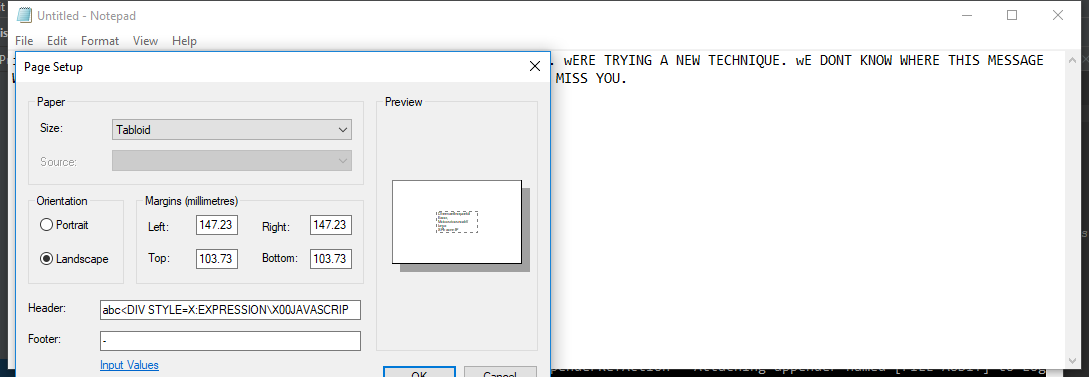 Untitled - Notepad
File Edit Format View Help
. wERE TRYING A NEW TECHNIQUE. wE DONT KNOW WHERE THIS MESSAGE
MISS YOU.
Page Setup
Paper
Size: Tabloid
Source:
Orientation
Portrait
Landscape
Margins (millimetres)
Left: 147.23 Right: 147.23
Top: 103.73 Bottom: 103.73
Preview
Header: abc<DIV STYLE=X:EXPRESSION\X00JAVASCRIP
Footer: -
Input Values
OK Cancel